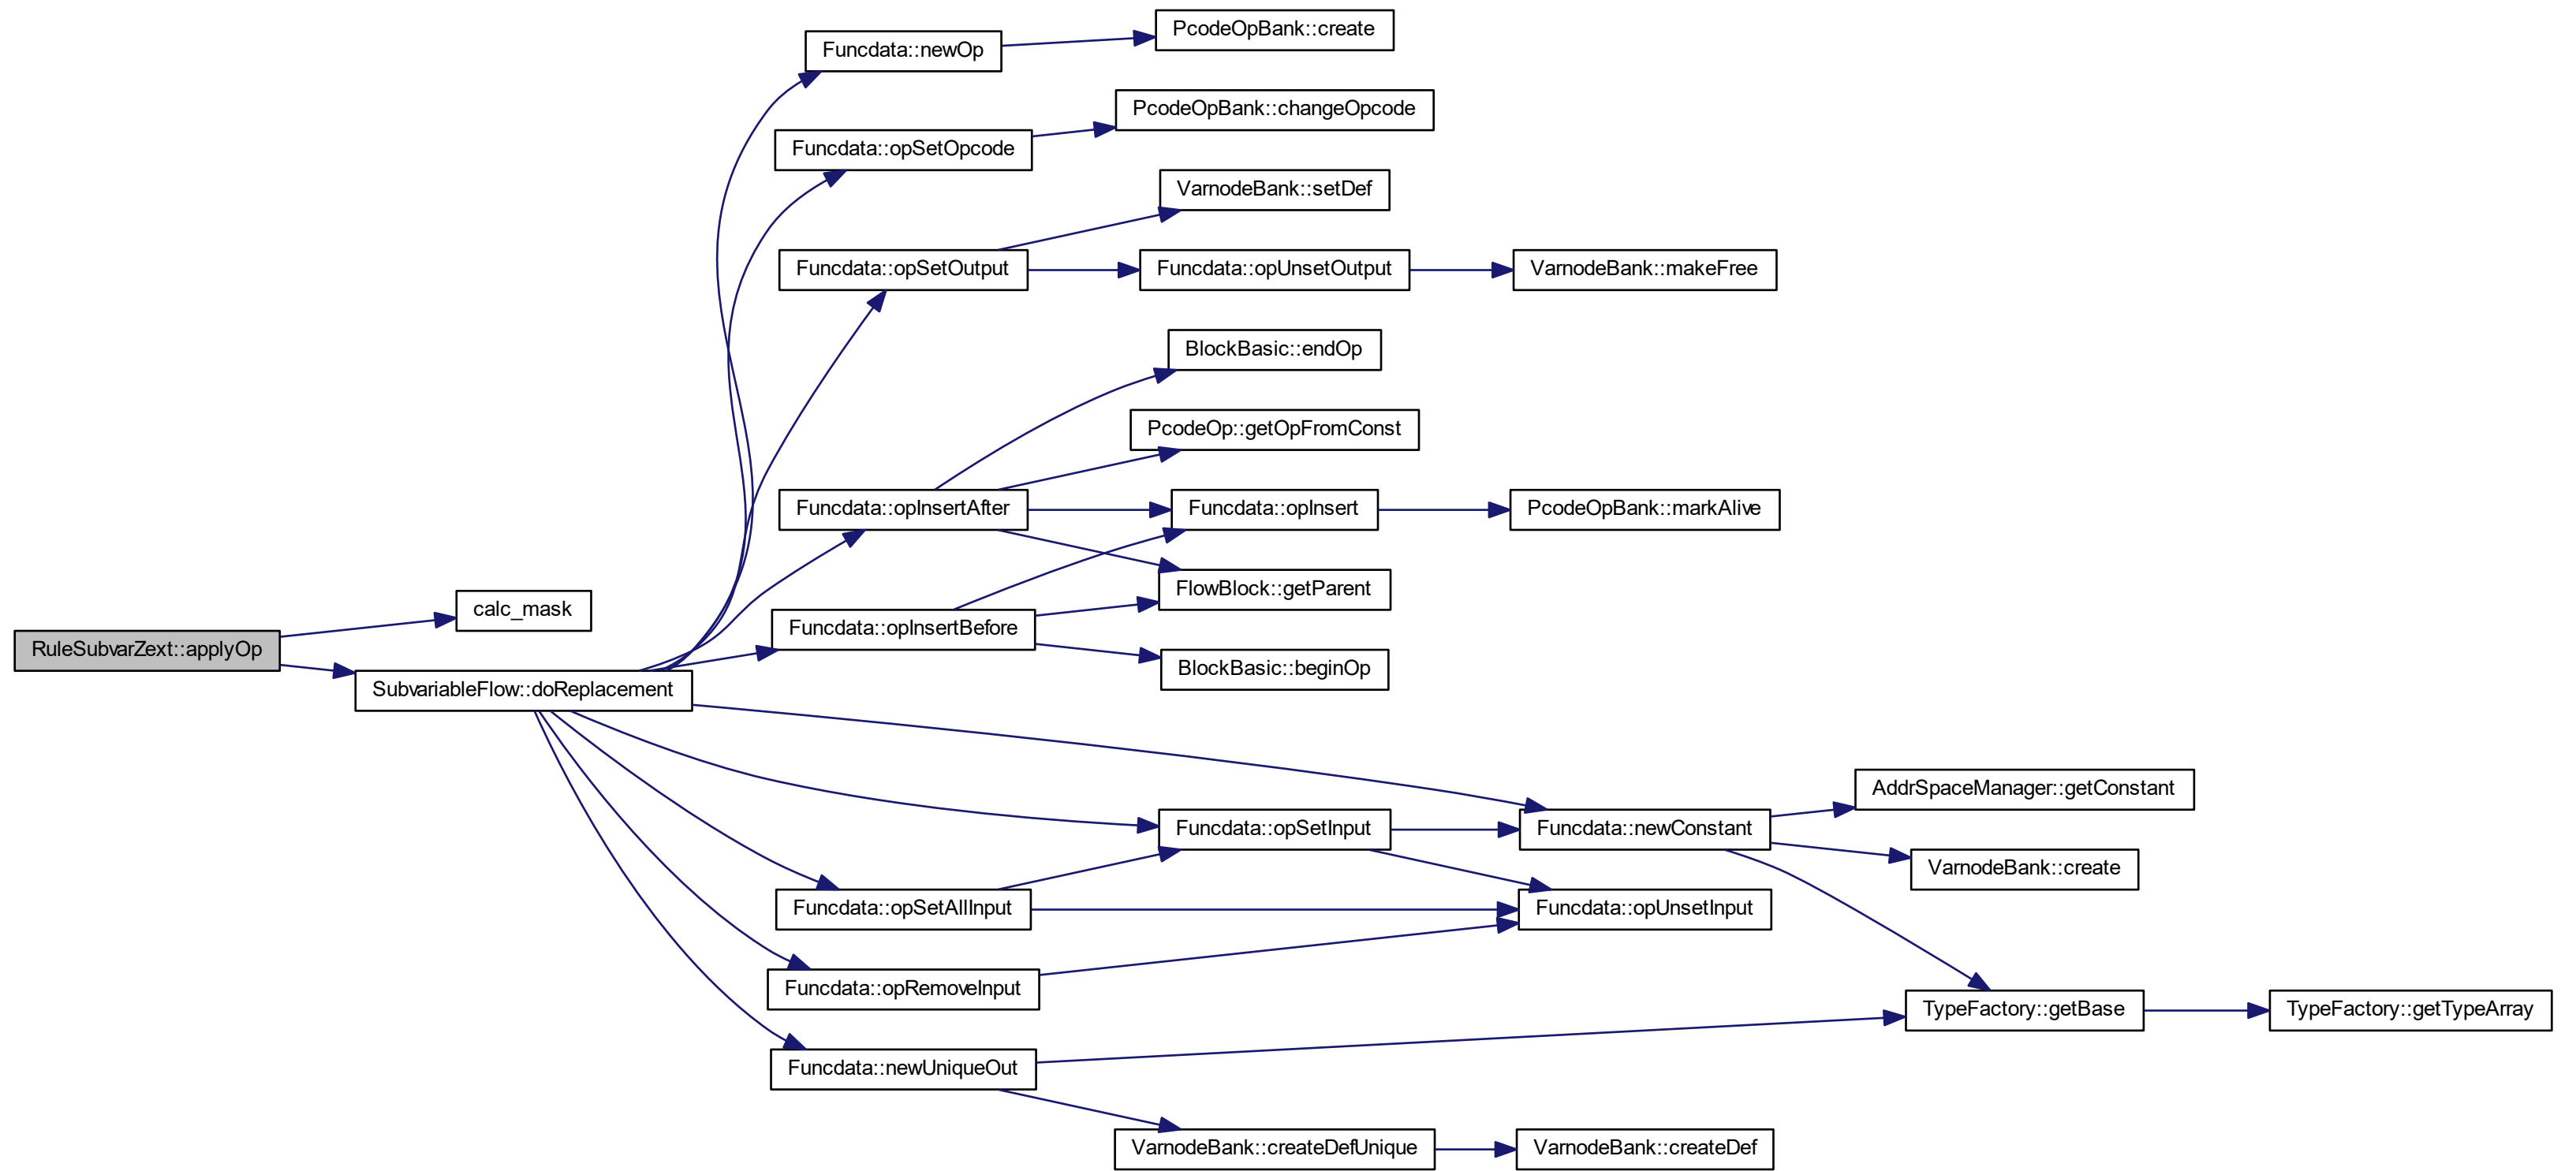 PcodeOpBank::create
Funcdata::newOp
PcodeOpBank::changeOpcode
Funcdata::opSetOpcode
VarnodeBank::setDef
Funcdata::opSetOutput
Funcdata::opUnsetOutput
VarnodeBank::makeFree
BlockBasic::endOp
PcodeOp::getOpFromConst
Funcdata::opInsertAfter
Funcdata::opInsert
PcodeOpBank::markAlive
FlowBlock::getParent
calc_mask
Funcdata::opInsertBefore
RuleSubvarZext::applyOp
BlockBasic::beginOp
SubvariableFlow::doReplacement
AddrSpaceManager::getConstant
Funcdata::opSetInput
Funcdata::newConstant
VarnodeBank::create
Funcdata::opSetAllInput
Funcdata::opUnsetInput
Funcdata::opRemoveInput
TypeFactory::getBase
TypeFactory::getTypeArray
Funcdata::newUniqueOut
VarnodeBank::createDefUnique
VarnodeBank::createDef